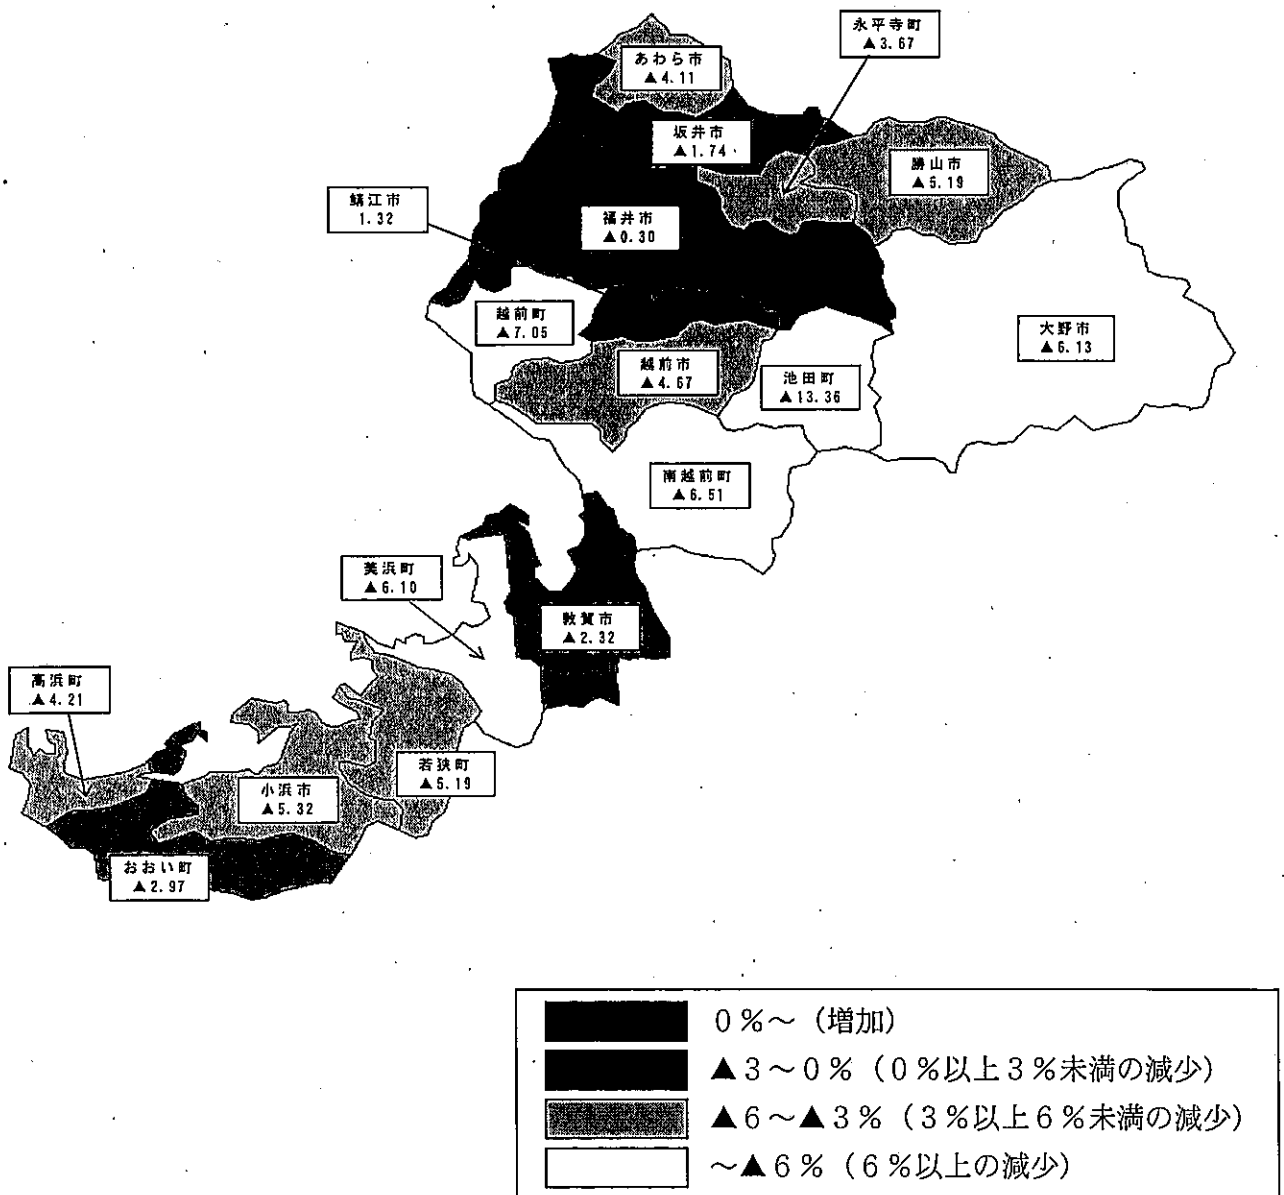 永平寺町
▲3.67
あわら市
▲4.11
坂井市
▲1.74
勝山市
▲5.19
鯖江市
1.32
福井市
▲0.30
越前町
▲7.05
大野市
▲6.13
越前市
▲4.67
池田町
▲13.36
南越前町
▲6.51
美浜町
▲6.10
敦賀市
▲2.32
高浜町
▲4.21
若狭町
▲5.19
小浜市
▲5.32
おおい町
▲2.97
0%～（増加）
▲3～0%（0%以上3%未満の減少）
▲6～▲3%（3%以上6%未満の減少）
～▲6%（6%以上の減少）